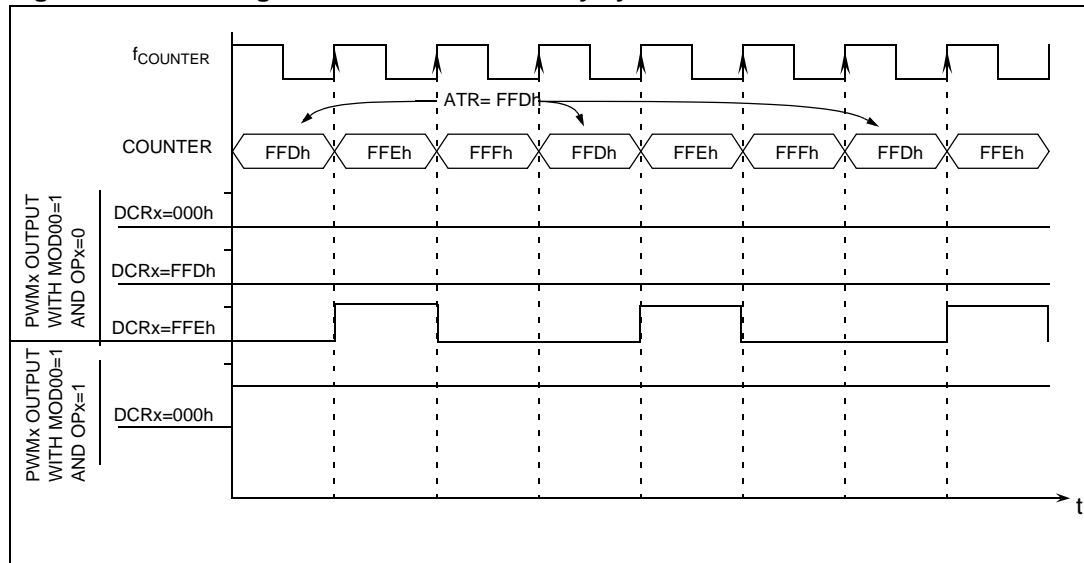 fCOUNTER
ATR= FFDh
COUNTER
FFDh FFEh FFFh FFDh FFEh FFFh FFDh FFEh
PWMx OUTPUT
WITH MOD00=1
AND OPx=0
DCRx=000h
DCRx=FFDh
DCRx=FFEh
PWMx OUTPUT
WITH MOD00=1
AND OPx=1
DCRx=000h
t